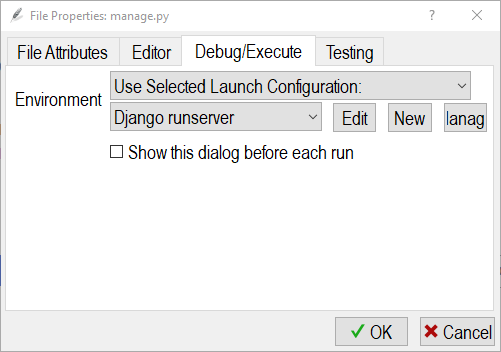 File Properties: manage.py
?
File Attributes Editor Debug/Execute Testing
Environment
Use Selected Launch Configuration:
Django runserver Edit New lanag
Show this dialog before each run
OK Cancel